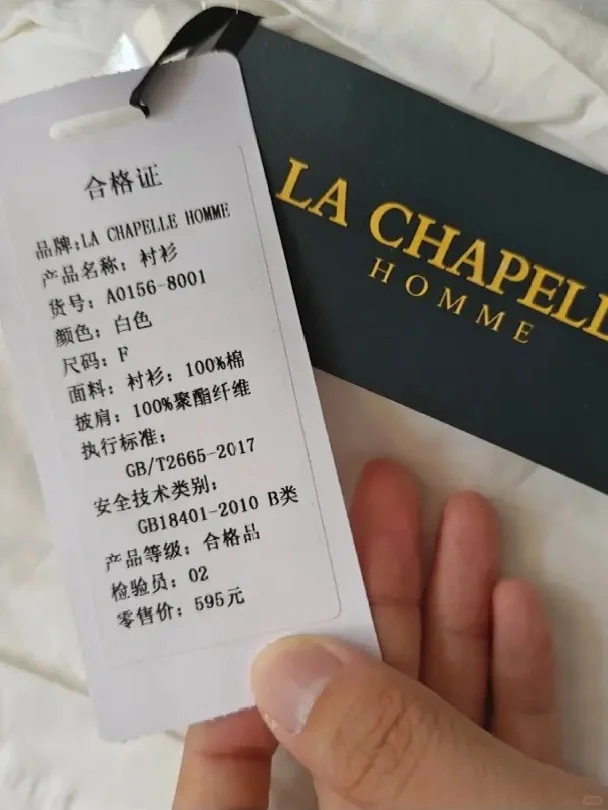 合格证
品牌:LA CHAPELLE HOMME
产品名称：衬衫
货号：A0156-8001
颜色：白色
尺码：F
面料：衬衫：100%棉
披肩：100%聚酯纤维
执行标准：
GB/T2665-2017
安全技术类别：
GB18401-2010 B类
产品等级：合格品
检验员：02
零售价：595元
LA CHAPELL
HOMME